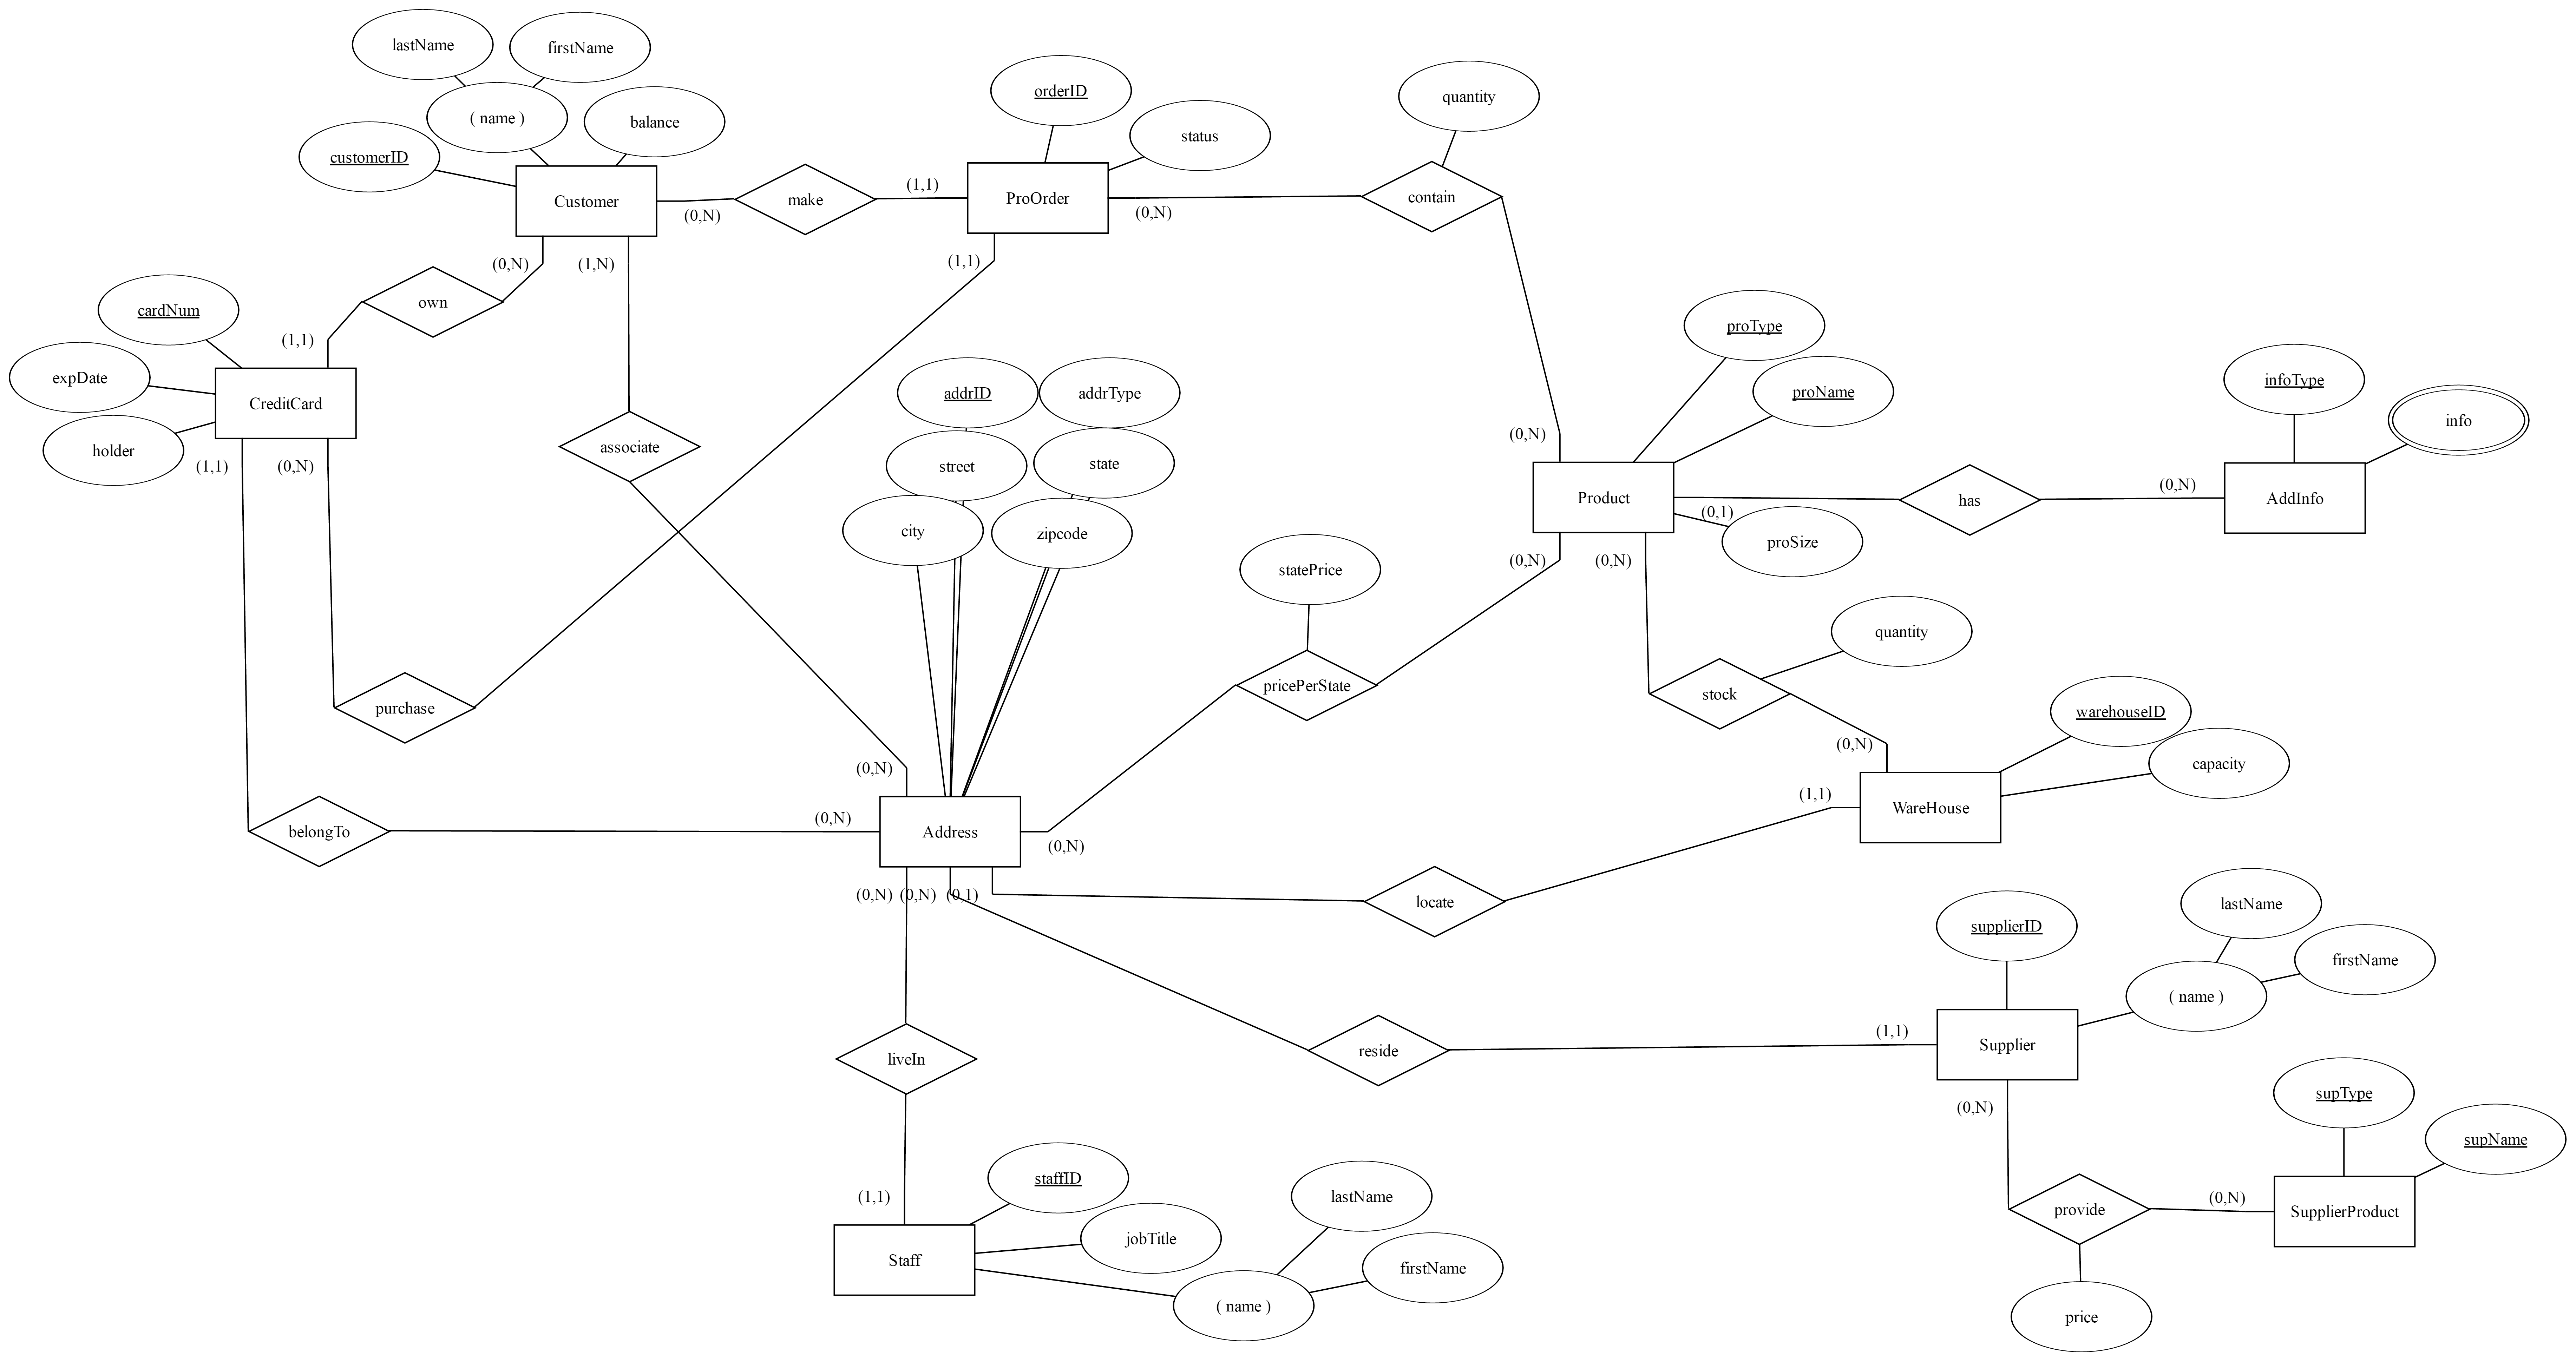 lastName
firstName
( name )
balance
customerID
Customer
(0,N)
make
(1,1)
orderID
status
ProOrder
(0,N)
quantity
contain
(0,N)
(1,N)
(1,1)
own
(1,1)
cardNum
expDate
holder
CreditCard
(1,1)
(0,N)
associate
addrID
addrType
street
state
city
zipcode
proType
proName
(0,N)
Product
(0,1)
proSize
has
(0,N)
infoType
info
AddInfo
(0,N)
(0,N)
statePrice
pricePerState
quantity
stock
(0,N)
warehouseID
capacity
WareHouse
(1,1)
purchase
(0,N)
belongTo
(0,N)
Address
(0,N)
(0,N)
(0,N)
(0,1)
locate
lastName
firstName
( name )
supplierID
Supplier
(1,1)
reside
liveIn
(0,N)
supType
supName
(1,1)
staffID
jobTitle
lastName
firstName
( name )
Staff
provide
(0,N)
SupplierProduct
price